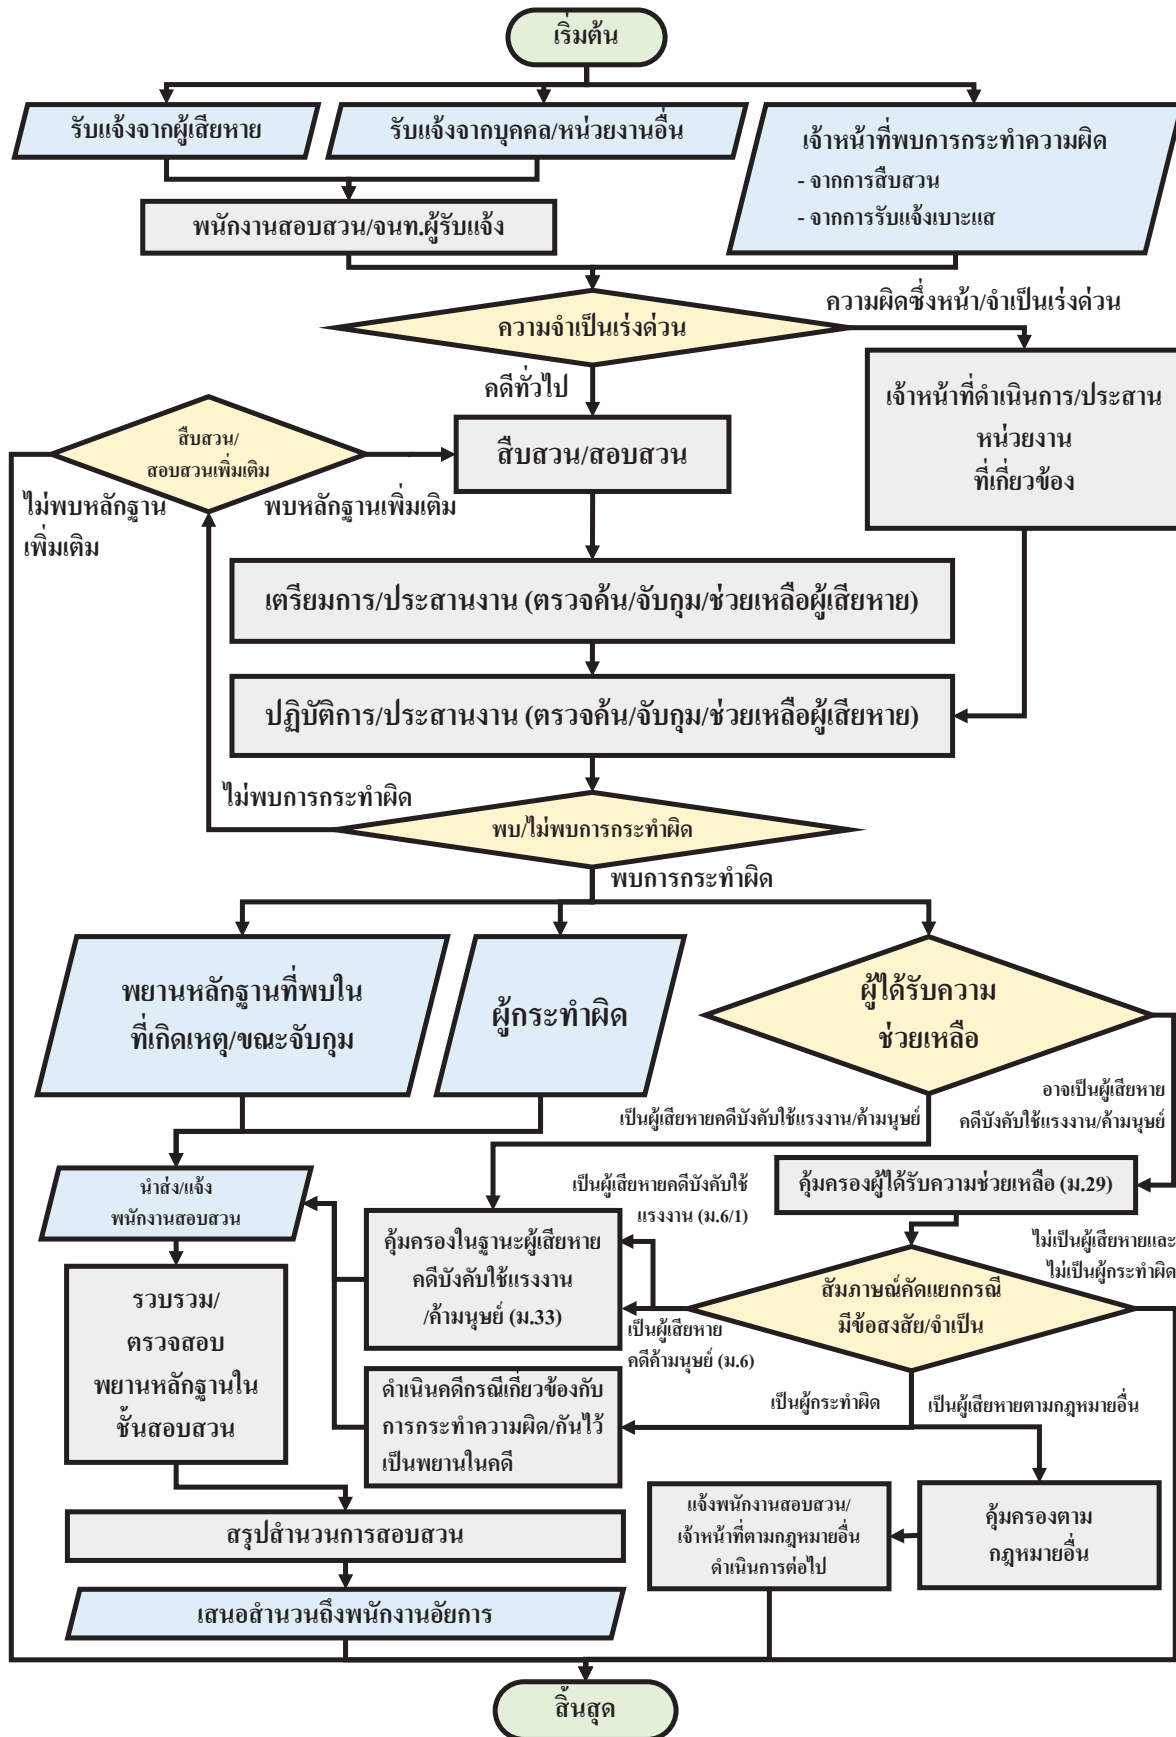 เริ่มต้น
รับแจ้งจากผู้เสียหาย
รับแจ้งจากบุคคล/หน่วยงานอื่น
เจ้าหน้าที่พบการกระทำความผิด
- จากการสืบสวน
- จากการรับแจ้งเบาะแส
พนักงานสอบสวน/จนท.ผู้รับแจ้ง
ความจำเป็นเร่งด่วน
ความผิดซึ่งหน้า/จำเป็นเร่งด่วน
คดีทั่วไป
เจ้าหน้าที่ดำเนินการ/ประสาน
หน่วยงาน
ที่เกี่ยวข้อง
สืบสวน/
สอบสวนเพิ่มเติม
สืบสวน/สอบสวน
ไม่พบหลักฐาน
เพิ่มเติม
พบหลักฐานเพิ่มเติม
เตรียมการ/ประสานงาน (ตรวจค้น/จับกุม/ช่วยเหลือผู้เสียหาย)
ปฏิบัติการ/ประสานงาน (ตรวจค้น/จับกุม/ช่วยเหลือผู้เสียหาย)
ไม่พบการกระทำผิด
พบ/ไม่พบการกระทำผิด
พบการกระทำผิด
พยานหลักฐานที่พบใน
ที่เกิดเหตุ/ขณะจับกุม
ผู้กระทำผิด
ผู้ได้รับความ
ช่วยเหลือ
อาจเป็นผู้เสียหาย
คดีบังคับใช้แรงงาน/ค้ามนุษย์
เป็นผู้เสียหายคดีบังคับใช้แรงงาน/ค้ามนุษย์
นำส่ง/แจ้ง
พนักงานสอบสวน
เป็นผู้เสียหายคดีบังคับใช้
แรงงาน (ม.6/1)
คุ้มครองผู้ได้รับความช่วยเหลือ (ม.29)
คุ้มครองในฐานะผู้เสียหาย
คดีบังคับใช้แรงงาน
/ค้ามนุษย์ (ม.33)
ไม่เป็นผู้เสียหายและ
ไม่เป็นผู้กระทำผิด
สัมภาษณ์คัดแยกกรณี
มีข้อสงสัย/จำเป็น
เป็นผู้เสียหาย
คดีค้ามนุษย์ (ม.6)
รวบรวม/
ตรวจสอบ
พยานหลักฐานใน
ชั้นสอบสวน
ดำเนินคดีกรณีเกี่ยวข้องกับ
การกระทำความผิด/กันไว้
เป็นพยานในคดี
เป็นผู้กระทำผิด
เป็นผู้เสียหายตามกฎหมายอื่น
แจ้งพนักงานสอบสวน/
เจ้าหน้าที่ตามกฎหมายอื่น
ดำเนินการต่อไป
คุ้มครองตาม
กฎหมายอื่น
สรุปสำนวนการสอบสวน
เสนอสำนวนถึงพนักงานอัยการ
สิ้นสุด